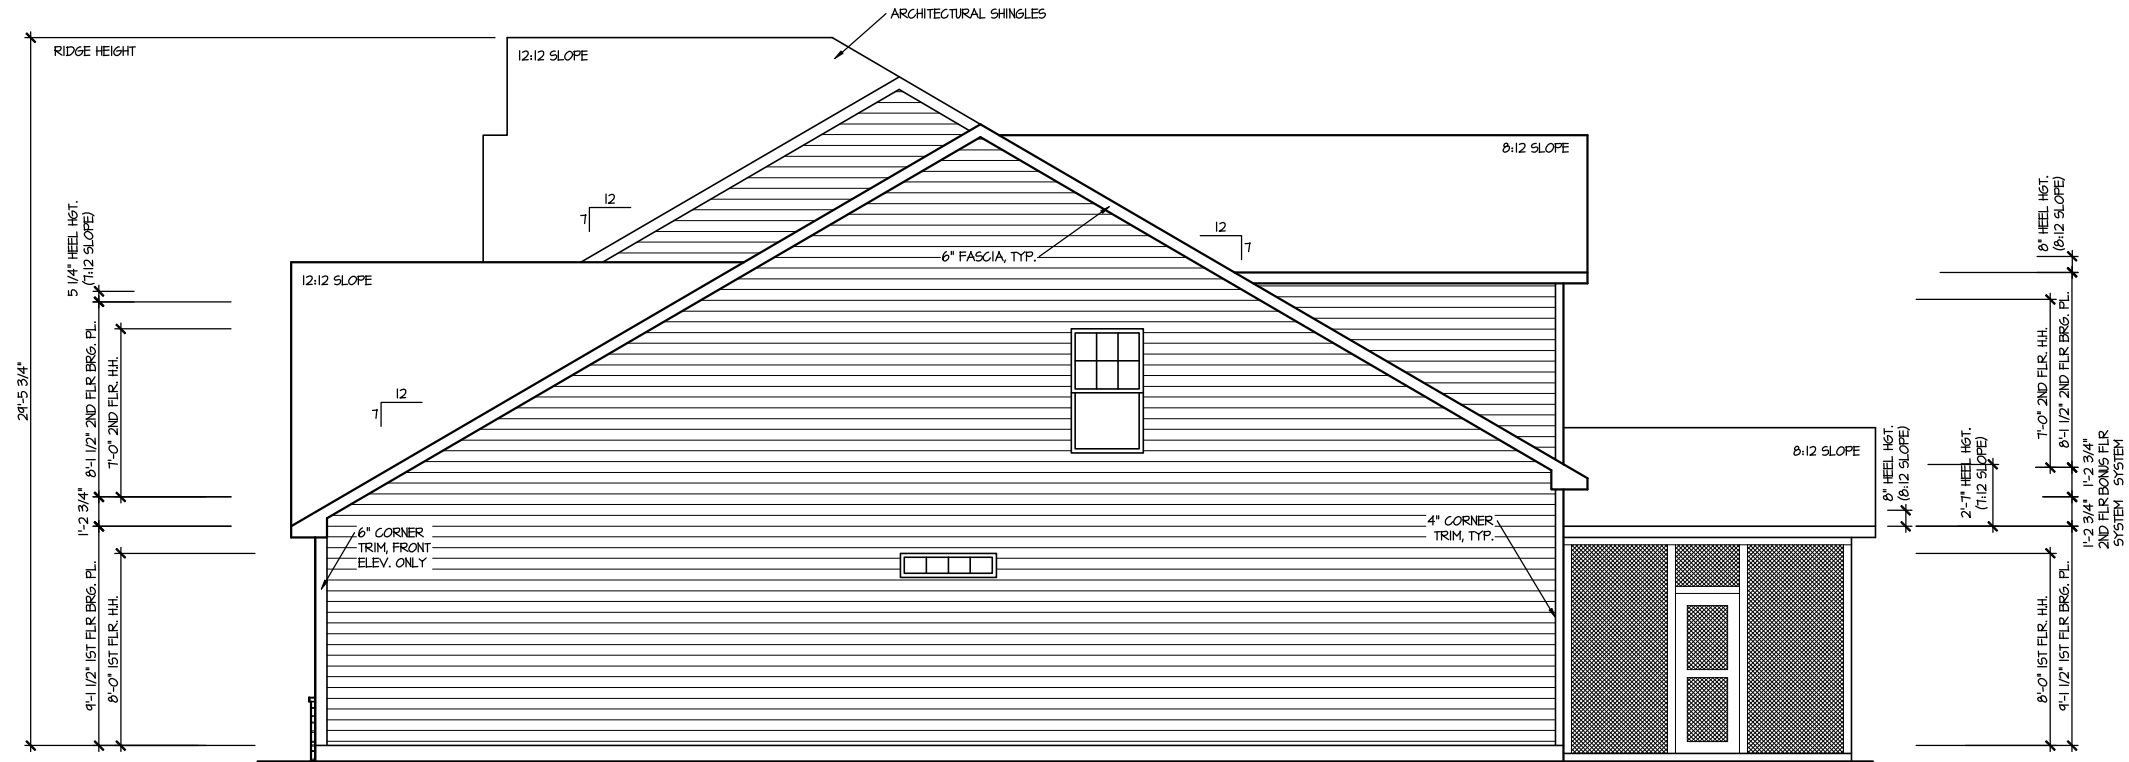 ARCHITECTURAL SHINGLES
RIDGE HEIGHT
12:12 SLOPE
8:12 SLOPE
12
7
12
7
6" FASCIA, TYP.
12:12 SLOPE
12
7
8:12 SLOPE
6" CORNER
TRIM, FRONT
ELEV. ONLY
4" CORNER
TRIM, TYP.
29'-5 3/4"
5 1/4" HEEL HGT.
(7:12 SLOPE)
8'-1 1/2" 2ND FLR BRG. PL.
7'-0" 2ND FLR. H.H.
1'-2 3/4"
9'-1 1/2" 1ST FLR BRG. PL.
8'-0" 1ST FLR. H.H.
8" HEEL HGT.
(8:12 SLOPE)
2'-7" HEEL HGT.
(7:12 SLOPE)
8" HEEL HGT.
(8:12 SLOPE)
7'-0" 2ND FLR. H.H.
8'-1 1/2" 2ND FLR BRG. PL.
1'-2 3/4"
BONUS FLR
SYSTEM
1'-2 3/4"
2ND FLR
SYSTEM
8'-0" 1ST FLR. H.H.
9'-1 1/2" 1ST FLR BRG. PL.